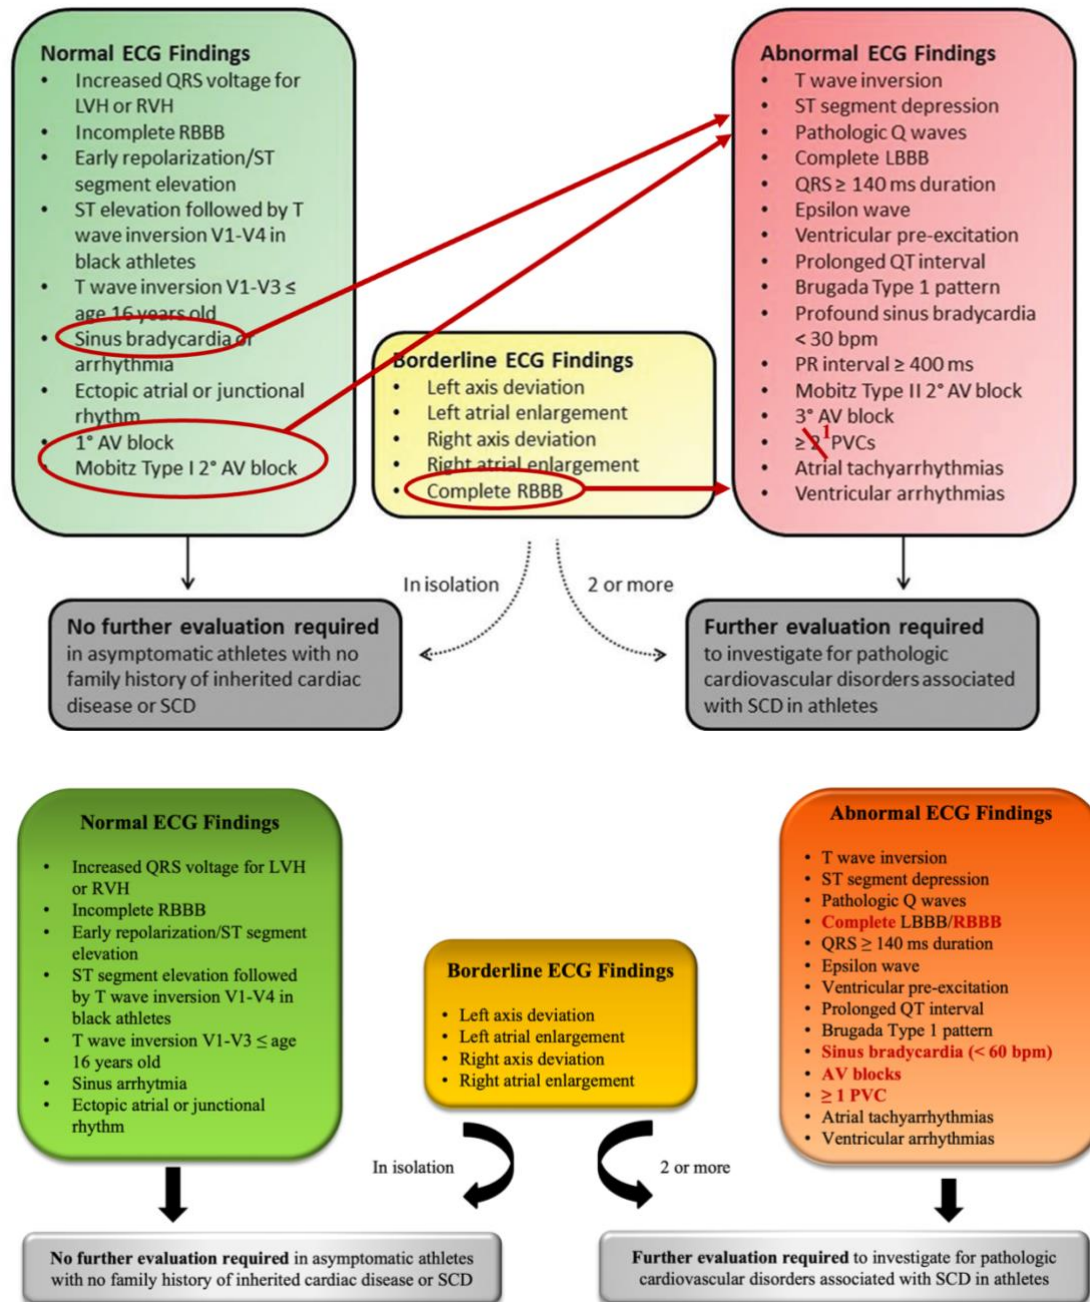 Normal ECG Findings
• Increased QRS voltage for
LVH or RVH
• Incomplete RBBB
• Early repolarization/ST
segment elevation
• ST elevation followed by T
wave inversion V1-V4 in
black athletes
• T wave inversion V1-V3 ≤
age 16 years old
• Sinus bradycardia or
arrhythmia
• Ectopic atrial or junctional
rhythm
• 1° AV block
• Mobitz Type I 2° AV block
Borderline ECG Findings
• Left axis deviation
• Left atrial enlargement
• Right axis deviation
• Right atrial enlargement
• Complete RBBB
Abnormal ECG Findings
• T wave inversion
• ST segment depression
• Pathologic Q waves
• Complete LBBB
• QRS ≥ 140 ms duration
• Epsilon wave
• Ventricular pre-excitation
• Prolonged QT interval
• Brugada Type 1 pattern
• Profound sinus bradycardia
< 30 bpm
• PR interval ≥ 400 ms
• Mobitz Type II 2° AV block
• 3° AV block
• ≥ 2 1 PVCs
• Atrial tachyarrhythmias
• Ventricular arrhythmias
In isolation
2 or more
No further evaluation required
in asymptomatic athletes with no
family history of inherited cardiac
disease or SCD
Further evaluation required
to investigate for pathologic
cardiovascular disorders associated
with SCD in athletes
Normal ECG Findings
• Increased QRS voltage for LVH
or RVH
• Incomplete RBBB
• Early repolarization/ST segment
elevation
• ST segment elevation followed
by T wave inversion V1-V4 in
black athletes
• T wave inversion V1-V3 ≤ age
16 years old
• Sinus arrhytmia
• Ectopic atrial or junctional
rhythm
Borderline ECG Findings
• Left axis deviation
• Left atrial enlargement
• Right axis deviation
• Right atrial enlargement
Abnormal ECG Findings
• T wave inversion
• ST segment depression
• Pathologic Q waves
• Complete LBBB/RBBB
• QRS ≥ 140 ms duration
• Epsilon wave
• Ventricular pre-excitation
• Prolonged QT interval
• Brugada Type 1 pattern
• Sinus bradycardia (< 60 bpm)
• AV blocks
• ≥ 1 PVC
• Atrial tachyarrhythmias
• Ventricular arrhythmias
In isolation
2 or more
No further evaluation required in asymptomatic athletes
with no family history of inherited cardiac disease or SCD
Further evaluation required to investigate for pathologic
cardiovascular disorders associated with SCD in athletes